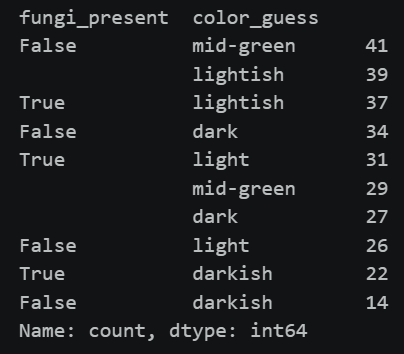 fungi_present  color_guess
False          mid-green      41
               lightish       39
True           lightish       37
False          dark           34
True           light          31
               mid-green      29
               dark           27
False          light          26
True           darkish        22
False          darkish        14
Name: count, dtype: int64